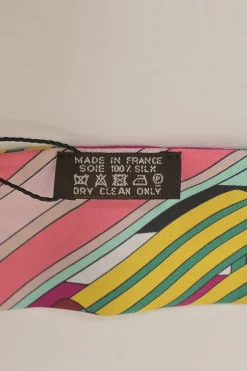 MADE IN FRANCE
SOIE 100% SILK
DRY CLEAN ONLY